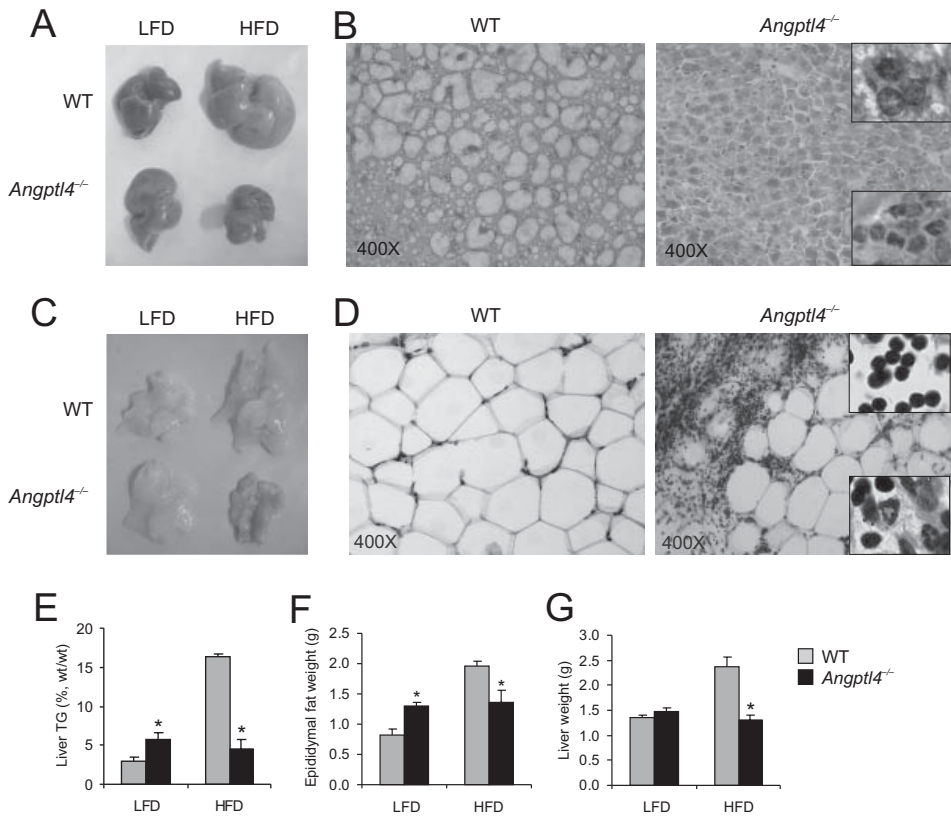 A
LFD HFD
WT
Angptl4⁻/⁻
B
WT Angptl4⁻/⁻
400X 400X
C
LFD HFD
WT
Angptl4⁻/⁻
D
WT Angptl4⁻/⁻
400X 400X
E
Liver TG (%, wt/wt)
20
15
10
5
0
* *
LFD HFD
F
Epididymal fat weight (g)
2.5
2.0
1.5
1.0
0.5
0.0
* *
LFD HFD
G
Liver weight (g)
3.0
2.5
2.0
1.5
1.0
0.5
0.0
*
LFD HFD
WT
Angptl4⁻/⁻